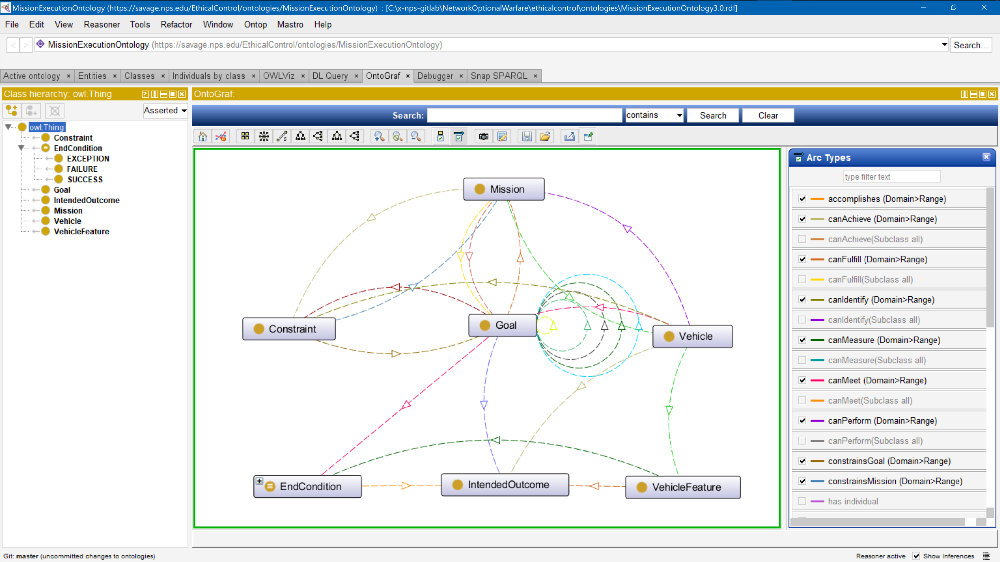 MissionExecutionOntology (https://savage.nps.edu/EthicalControl/ontologies/MissionExecutionOntology) : [C:\x-nps-gitlab\NetworkOptionalWarfare\ethicalcontrol\ontologies\MissionExecutionOntology3.0.rdf]
File Edit View Reasoner Tools Refactor Window Ontop Mastro Help
< > MissionExecutionOntology (https://savage.nps.edu/EthicalControl/ontologies/MissionExecutionOntology) Search...
Active ontology × Entities × Classes × Individuals by class × OWLViz × DL Query × OntoGraf × Debugger × Snap SPARQL ×
Class hierarchy: owl:Thing
Asserted
owl:Thing
Constraint
EndCondition
EXCEPTION
FAILURE
SUCCESS
Goal
IntendedOutcome
Mission
Vehicle
VehicleFeature
OntoGraf:
Search: contains Search Clear
Mission
Constraint
Goal
Vehicle
EndCondition
IntendedOutcome
VehicleFeature
Arc Types
type filter text
accomplishes (Domain>Range)
canAchieve (Domain>Range)
canAchieve(Subclass all)
canFulfill (Domain>Range)
canFulfill(Subclass all)
canIdentify (Domain>Range)
canIdentify(Subclass all)
canMeasure (Domain>Range)
canMeasure(Subclass all)
canMeet (Domain>Range)
canMeet(Subclass all)
canPerform (Domain>Range)
canPerform(Subclass all)
constrainsGoal (Domain>Range)
constrainsMission (Domain>Range)
has individual
Git: master (uncommitted changes to ontologies)
Reasoner active Show Inferences